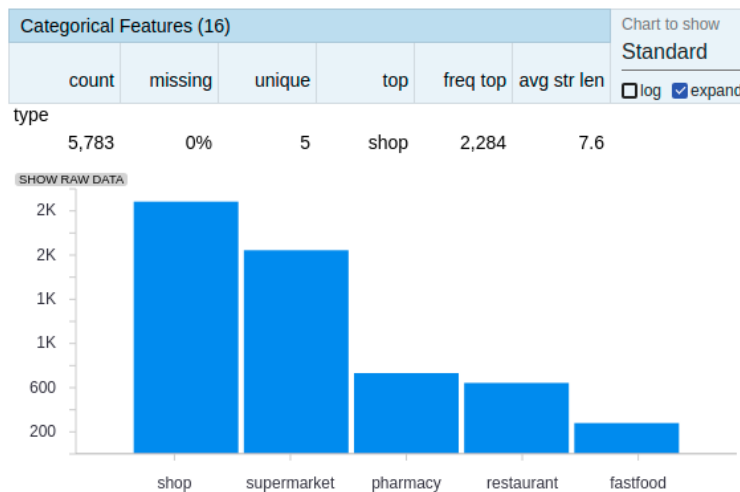 Categorical Features (16)
Chart to show
Standard
count missing unique top freq top avg str len
log expand
type
5,783 0% 5 shop 2,284 7.6
SHOW RAW DATA
2K
2K
1K
1K
600
200
shop supermarket pharmacy restaurant fastfood